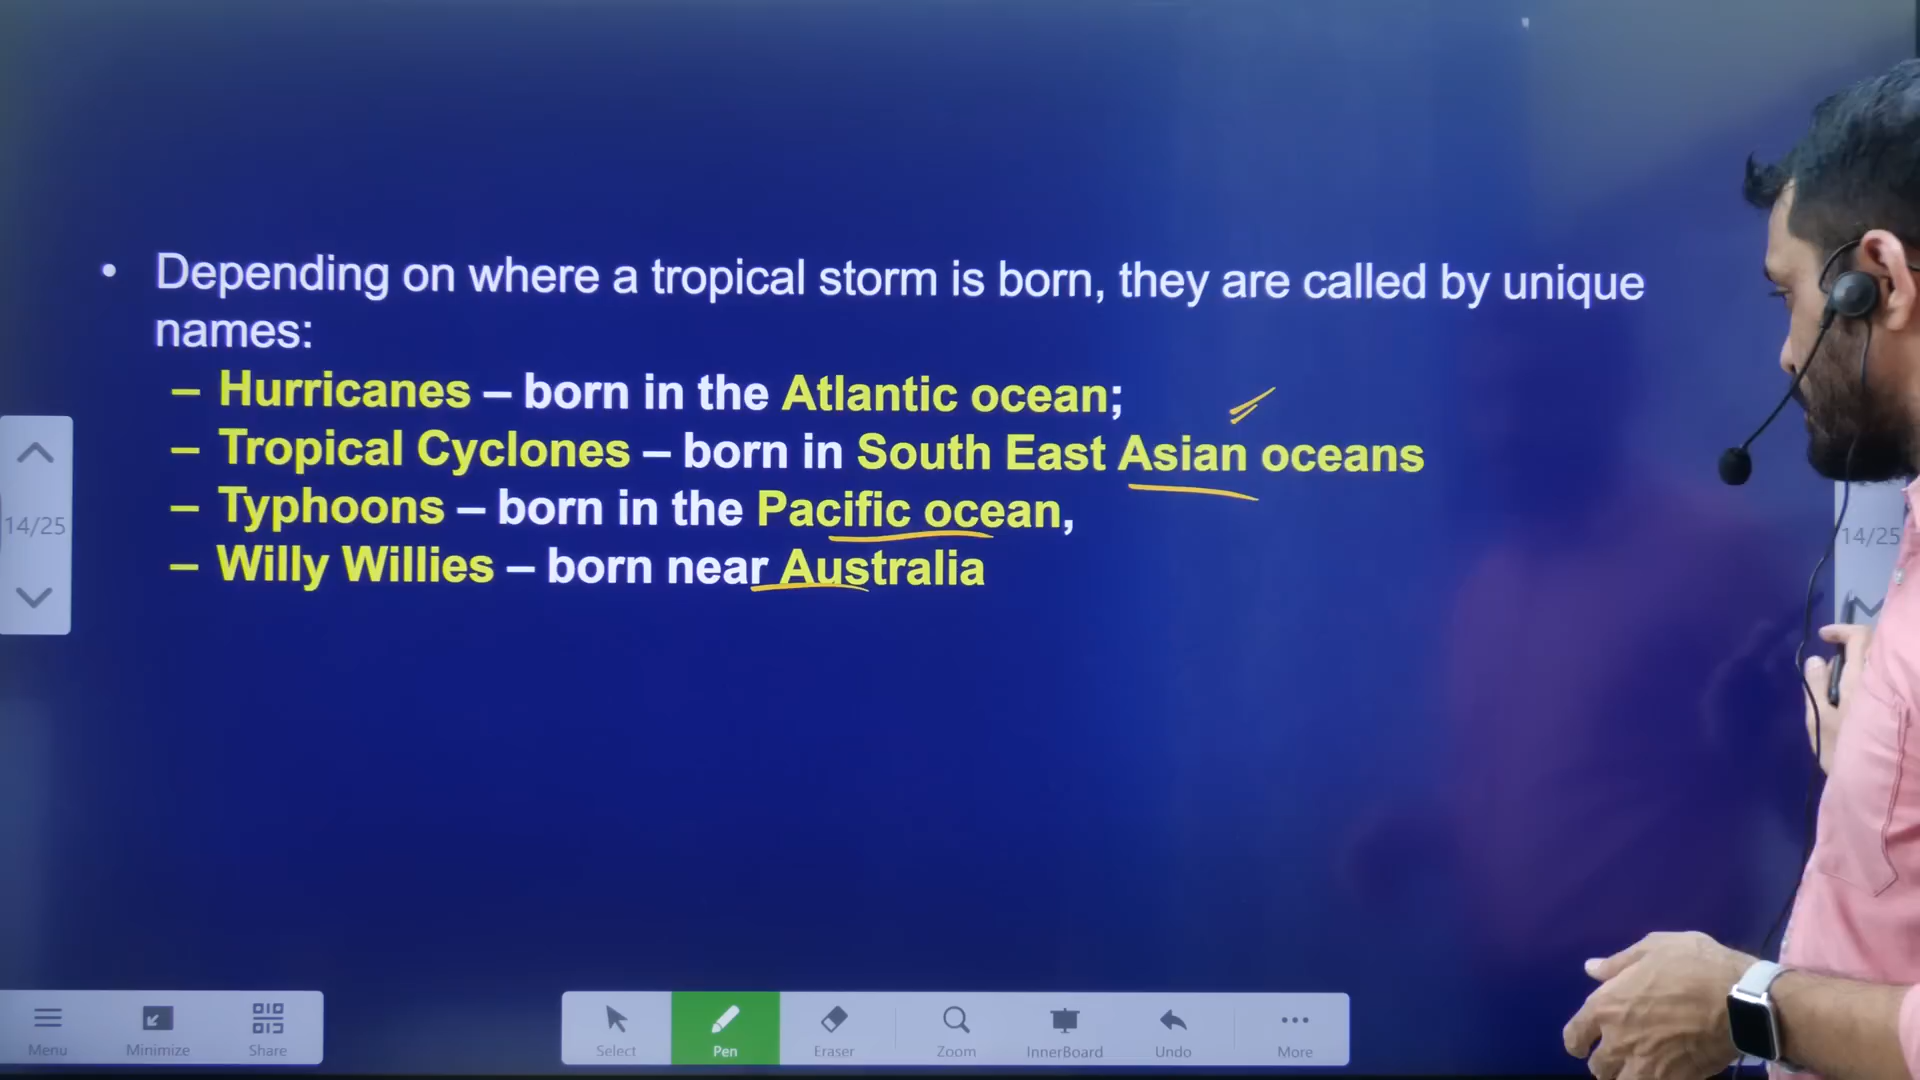 • Depending on where a tropical storm is born, they are called by unique
names:
– Hurricanes – born in the Atlantic ocean;
– Tropical Cyclones – born in South East Asian oceans
– Typhoons – born in the Pacific ocean,
– Willy Willies – born near Australia
14/25
14/25
Menu
Minimize
Share
Select
Pen
Eraser
Zoom
InnerBoard
Undo
More